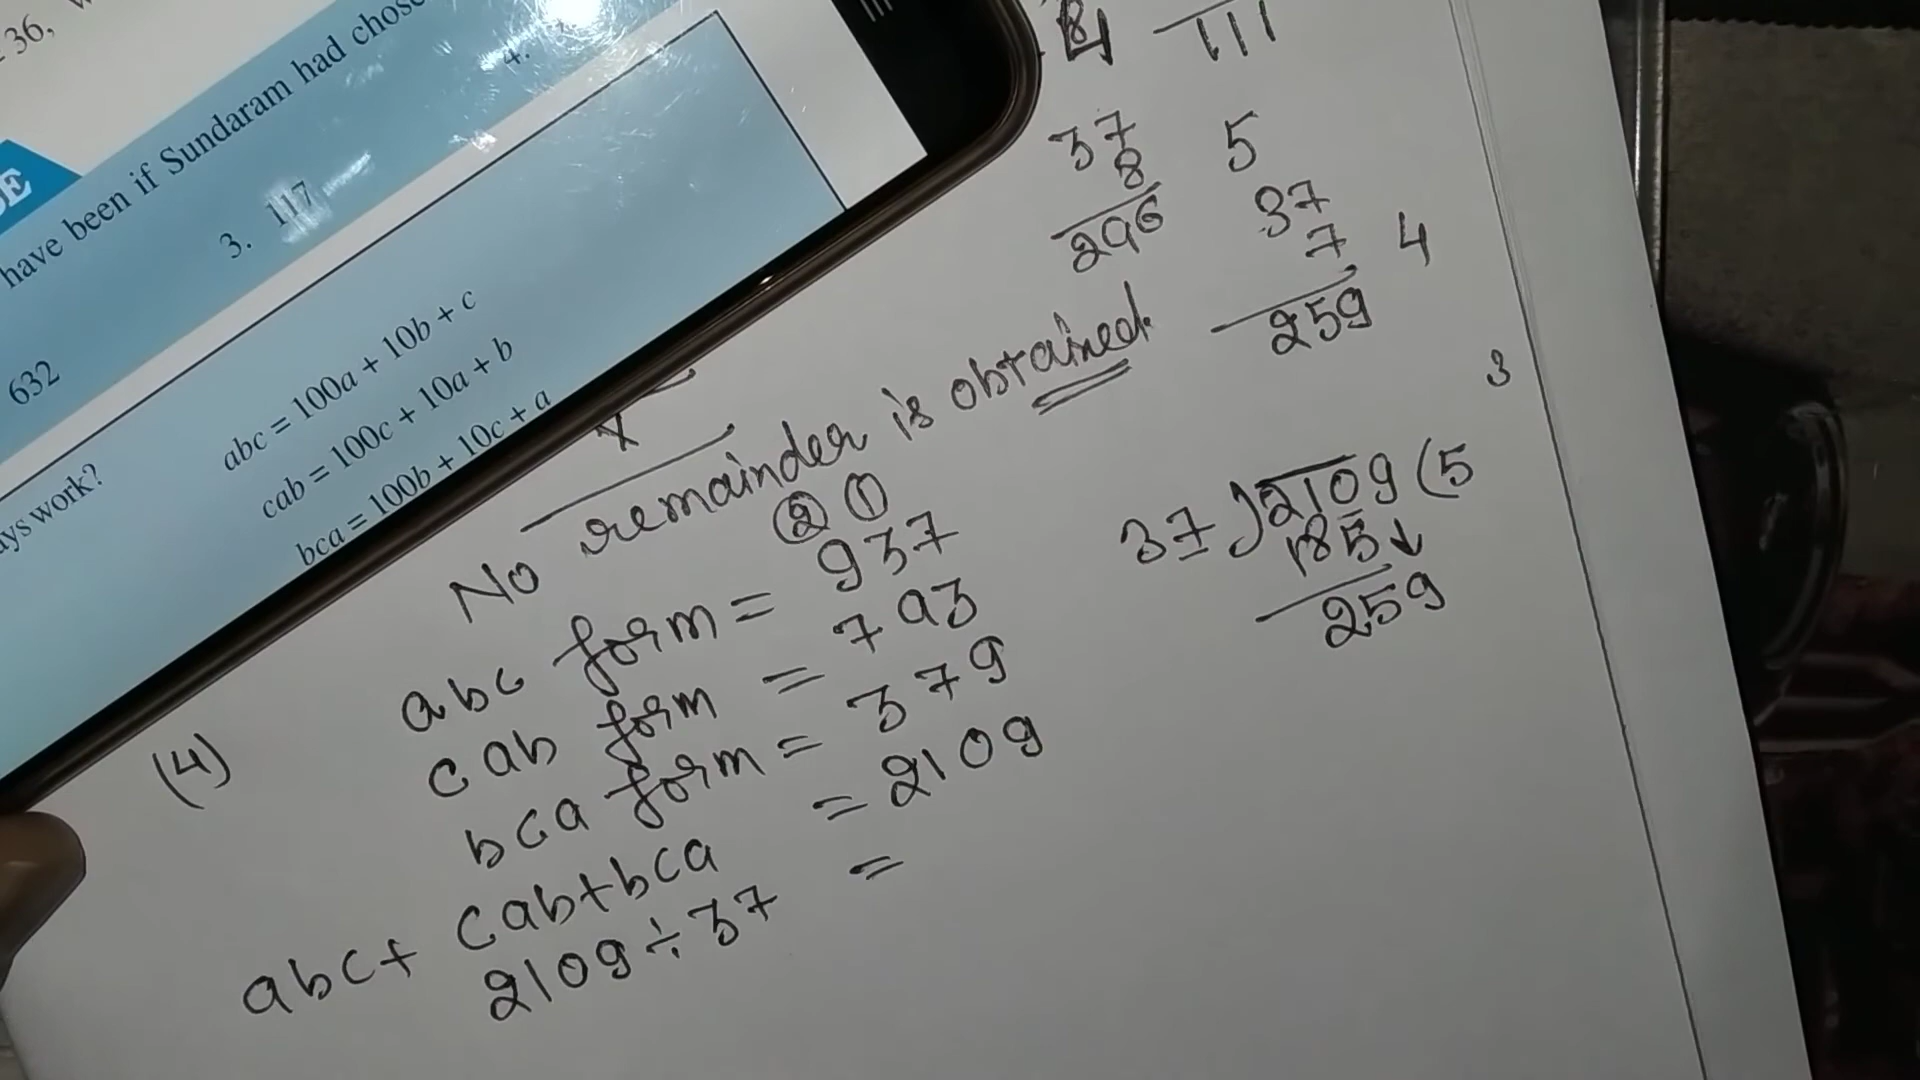 36,
have been if Sundaram had chose
3. 117
4.
632
ays work?
abc = 100a + 10b + c
cab = 100c + 10a + b
bca = 100b + 10c + a
111
37
8
296
5
37
7 4
259
3
No remainder is obtained.
② ①
(4) abc form = 937
cab form = 793
bca form = 379
abc+ cab+bca = 2109
2109 ÷ 37 =
37)2109(5
185↓
259